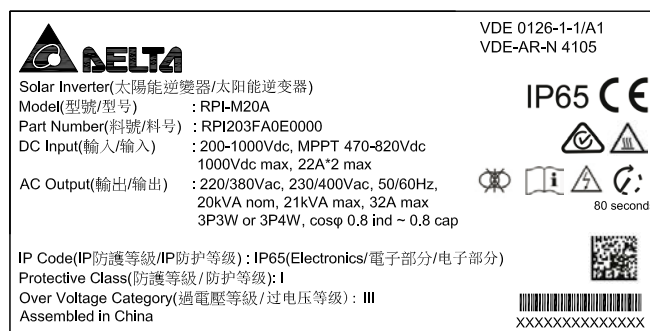 DELTA
Solar Inverter(太陽能逆變器/太阳能逆变器)
Model(型號/型号) : RPI-M20A
Part Number(料號/料号) : RPI203FA0E0000
DC Input(輸入/输入) : 200-1000Vdc, MPPT 470-820Vdc
1000Vdc max, 22A*2 max
AC Output(輸出/输出) : 220/380Vac, 230/400Vac, 50/60Hz,
20kVA nom, 21kVA max, 32A max
3P3W or 3P4W, cosφ 0.8 ind ~ 0.8 cap
IP Code(IP防護等級/IP防护等级) : IP65(Electronics/電子部分/电子部分)
Protective Class(防護等級/防护等级): I
Over Voltage Category(過電壓等級/过电压等级) : III
Assembled in China
VDE 0126-1-1/A1
VDE-AR-N 4105
IP65 CE
80 second
XXXXXXXXXXXXXX